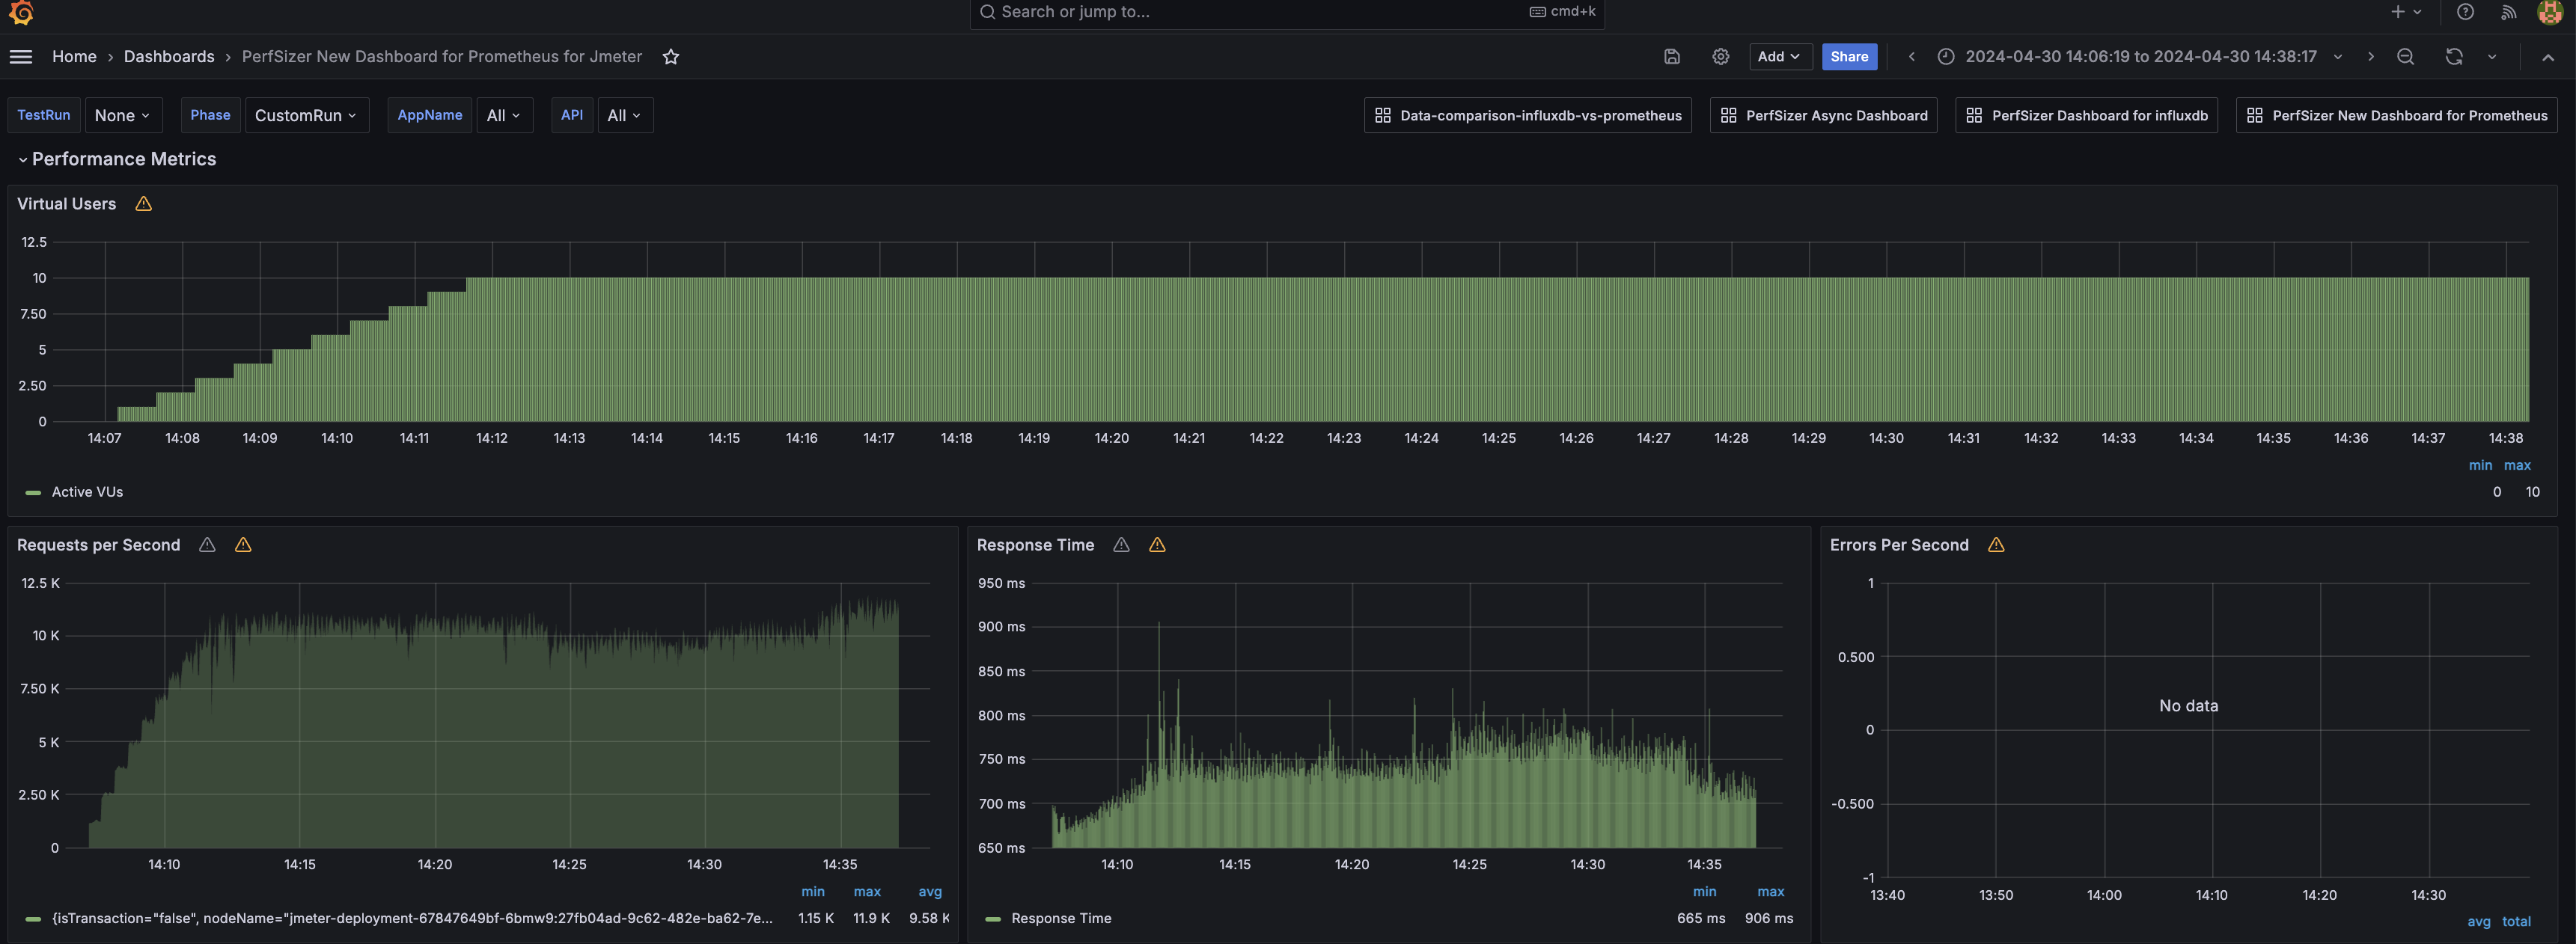 Search or jump to... cmd+k
Home › Dashboards › PerfSizer New Dashboard for Prometheus for Jmeter Add Share 2024-04-30 14:06:19 to 2024-04-30 14:38:17
TestRun None Phase CustomRun AppName All API All Data-comparison-influxdb-vs-prometheus PerfSizer Async Dashboard PerfSizer Dashboard for influxdb PerfSizer New Dashboard for Prometheus
Performance Metrics
Virtual Users
12.5
10
7.50
5
2.50
0
14:07 14:08 14:09 14:10 14:11 14:12 14:13 14:14 14:15 14:16 14:17 14:18 14:19 14:20 14:21 14:22 14:23 14:24 14:25 14:26 14:27 14:28 14:29 14:30 14:31 14:32 14:33 14:34 14:35 14:36 14:37 14:38
min max
Active VUs 0 10
Requests per Second
12.5 K
10 K
7.50 K
5 K
2.50 K
0
14:10 14:15 14:20 14:25 14:30 14:35
min max avg
{isTransaction="false", nodeName="jmeter-deployment-67847649bf-6bmw9:27fb04ad-9c62-482e-ba62-7e... 1.15 K 11.9 K 9.58 K
Response Time
950 ms
900 ms
850 ms
800 ms
750 ms
700 ms
650 ms
14:10 14:15 14:20 14:25 14:30 14:35
min max
Response Time 665 ms 906 ms
Errors Per Second
1
0.500
0
-0.500
-1
No data
13:40 13:50 14:00 14:10 14:20 14:30
avg total